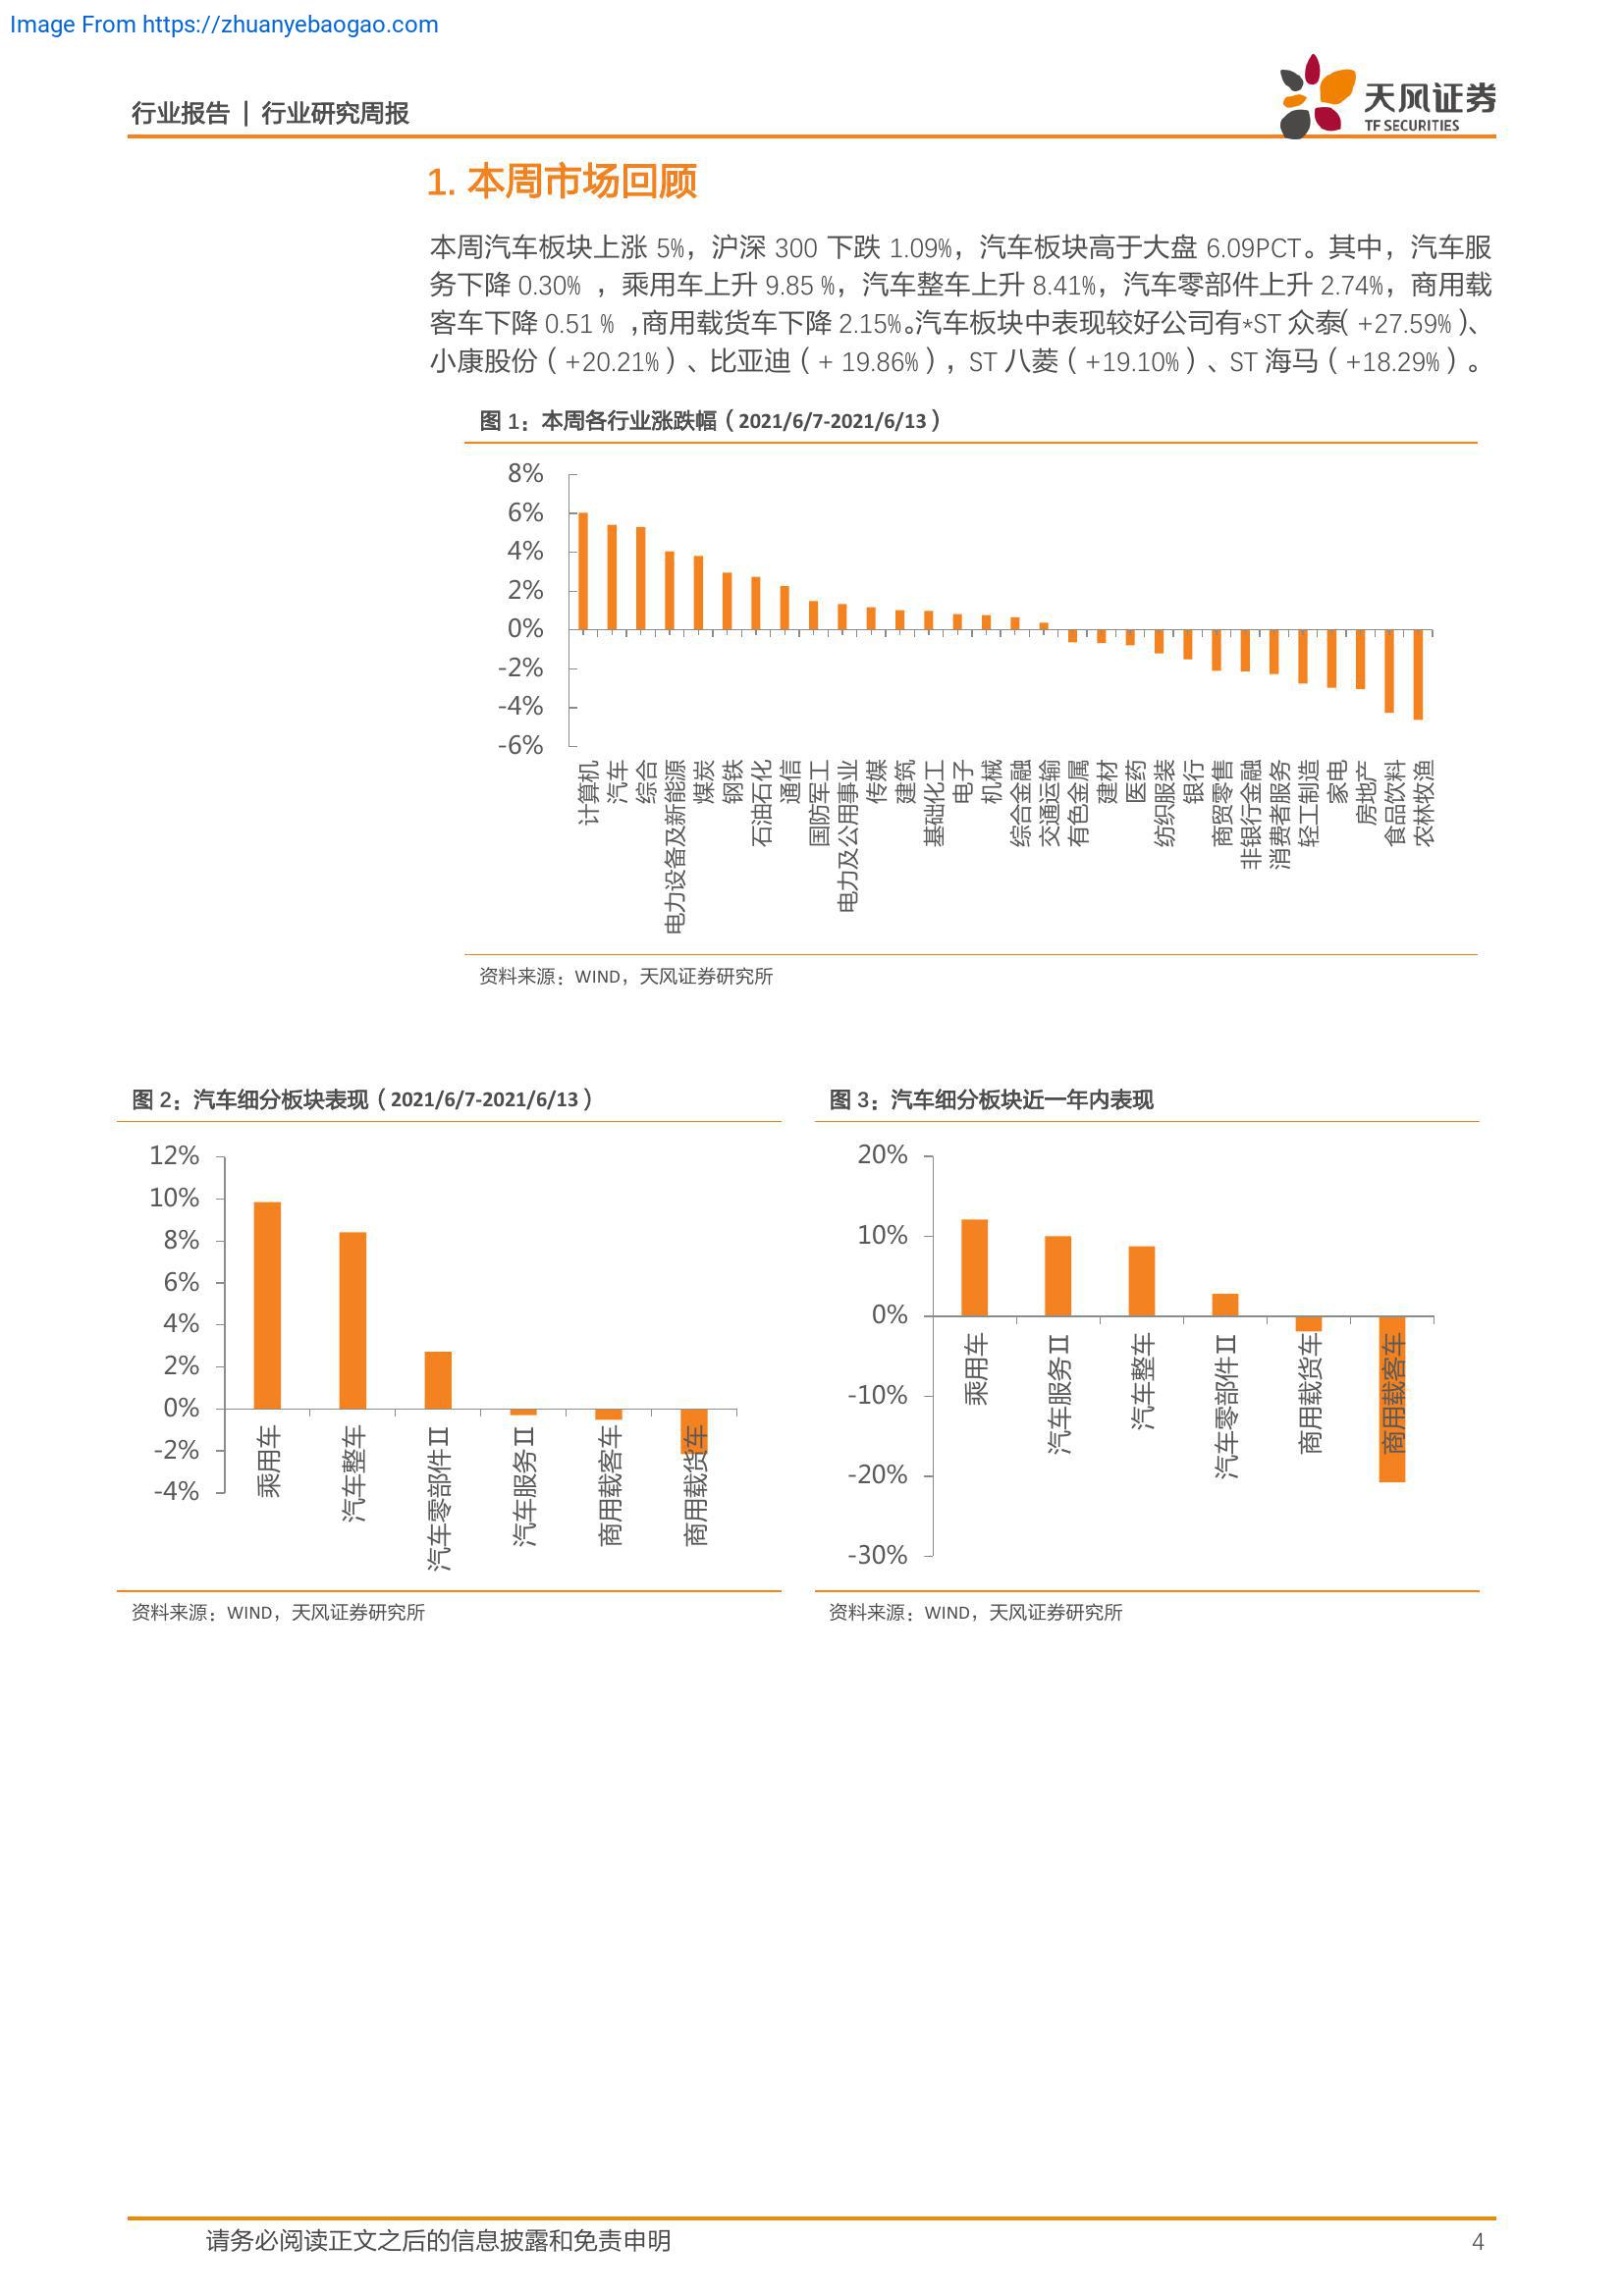 Image From https://zhuanyebaogao.com
行业报告 | 行业研究周报
天风证券
TF SECURITIES
1. 本周市场回顾
本周汽车板块上涨 5%，沪深 300 下跌 1.09%，汽车板块高于大盘 6.09PCT。其中，汽车服
务下降 0.30% ，乘用车上升 9.85 %，汽车整车上升 8.41%，汽车零部件上升 2.74%，商用载
客车下降 0.51 % ，商用载货车下降 2.15%。汽车板块中表现较好公司有*ST 众泰（+27.59%）、
小康股份（+20.21%）、比亚迪（+ 19.86%），ST 八菱（+19.10%）、ST 海马（+18.29%）。
图 1：本周各行业涨跌幅（2021/6/7-2021/6/13）
8%
6%
4%
2%
0%
-2%
-4%
-6%
计算机
汽车
综合
电力设备及新能源
煤炭
钢铁
石油石化
通信
国防军工
电力及公用事业
传媒
建筑
基础化工
电子
机械
综合金融
交通运输
有色金属
建材
医药
纺织服装
银行
商贸零售
非银行金融
消费者服务
轻工制造
家电
房地产
食品饮料
农林牧渔
资料来源：WIND，天风证券研究所
图 2：汽车细分板块表现（2021/6/7-2021/6/13）
12%
10%
8%
6%
4%
2%
0%
-2%
-4%
乘用车
汽车整车
汽车零部件Ⅱ
汽车服务Ⅱ
商用载客车
商用载货车
资料来源：WIND，天风证券研究所
图 3：汽车细分板块近一年内表现
20%
10%
0%
-10%
-20%
-30%
乘用车
汽车服务Ⅱ
汽车整车
汽车零部件Ⅱ
商用载货车
商用载客车
资料来源：WIND，天风证券研究所
请务必阅读正文之后的信息披露和免责申明
4